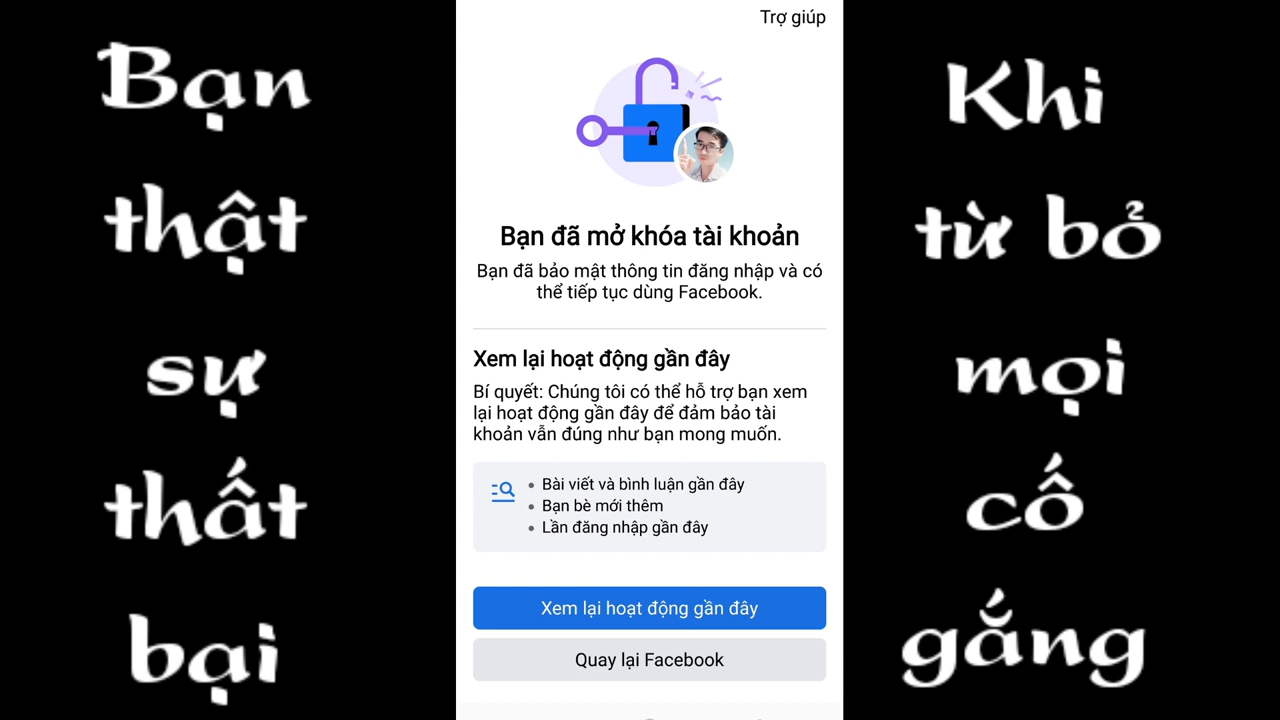 Bạn
thật
sự
thất
bại
Trợ giúp
Bạn đã mở khóa tài khoản
Bạn đã bảo mật thông tin đăng nhập và có
thể tiếp tục dùng Facebook.
Xem lại hoạt động gần đây
Bí quyết: Chúng tôi có thể hỗ trợ bạn xem
lại hoạt động gần đây để đảm bảo tài
khoản vẫn đúng như bạn mong muốn.
Bài viết và bình luận gần đây
Bạn bè mới thêm
Lần đăng nhập gần đây
Xem lại hoạt động gần đây
Quay lại Facebook
Khi
từ bỏ
mọi
cố
gắng